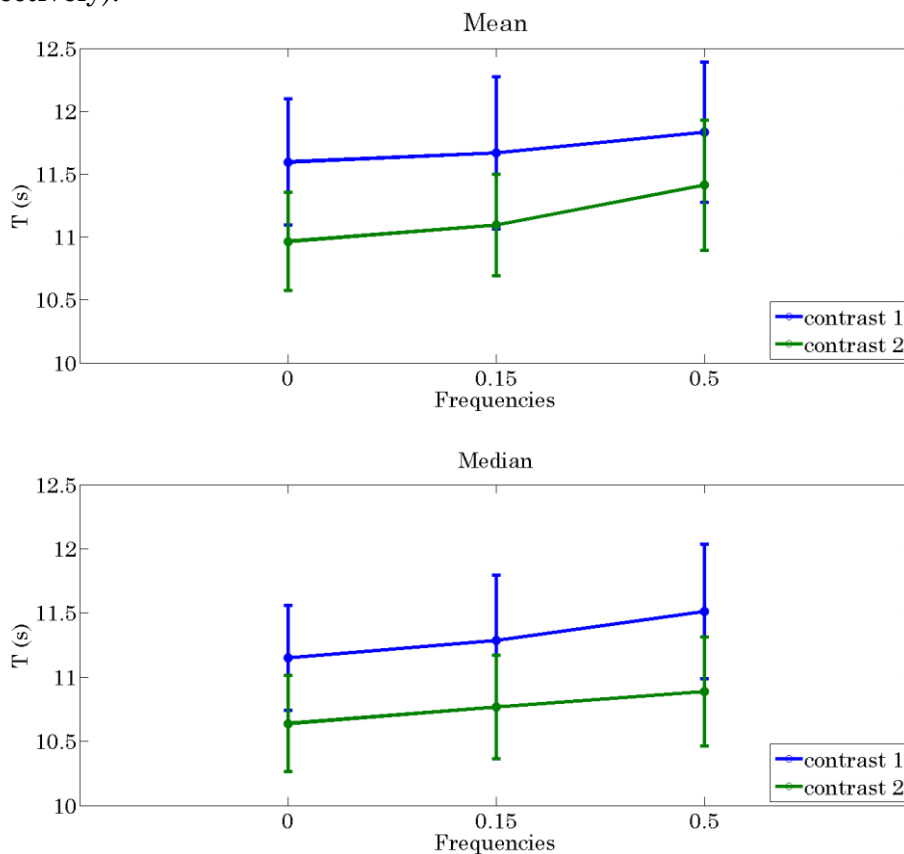 ectively).
Mean
12.5
12
11.5
11
10.5
10
T (s)
0 0.15 0.5
Frequencies
contrast 1
contrast 2
Median
12.5
12
11.5
11
10.5
10
T (s)
0 0.15 0.5
Frequencies
contrast 1
contrast 2